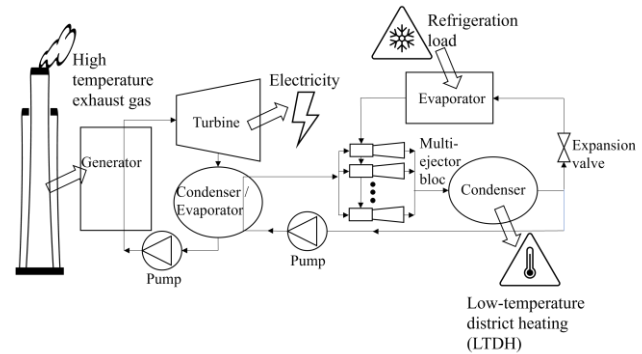 High
temperature
exhaust gas
Generator
Turbine
Electricity
Condenser /
Evaporator
Pump
Pump
Refrigeration
load
Evaporator
Multi-
ejector
bloc
Condenser
Expansion
valve
Low-temperature
district heating
(LTDH)